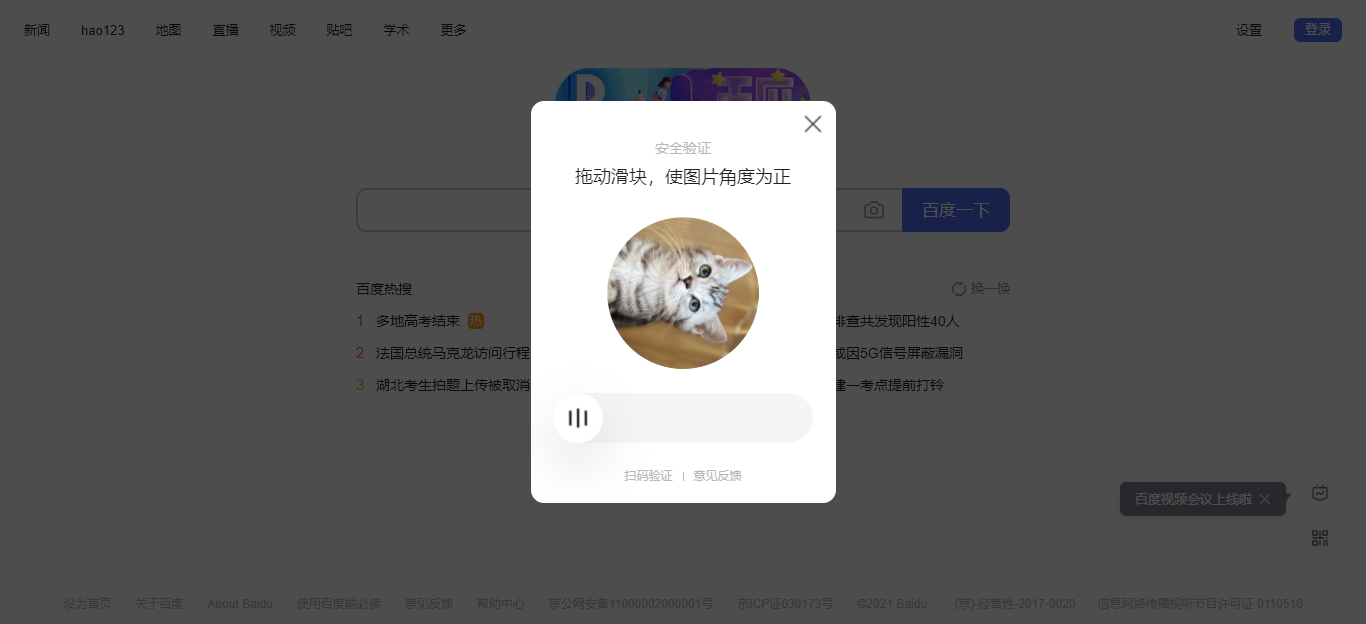 新闻 hao123 地图 直播 视频 贴吧 学术 更多 设置 登录
安全验证
拖动滑块，使图片角度为正
百度一下
百度热搜 换一换
1 多地高考结束 热
排查共发现阳性40人
2 法国总统马克龙访问行程
或因5G信号屏蔽漏洞
3 湖北考生拍题上传被取消
建一考点提前打铃
扫码验证 | 意见反馈
百度视频会议上线啦
设为首页 关于百度 About Baidu 使用百度前必读 意见反馈 帮助中心 京公网安备11000002000001号 京ICP证030173号 ©2021 Baidu (京)-经营性-2017-0020 信息网络传播视听节目许可证 0110516